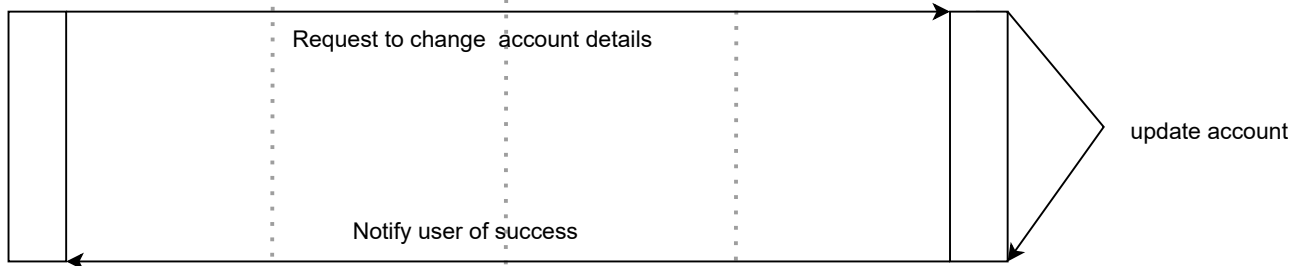 Request to change  account details
update account
Notify user of success